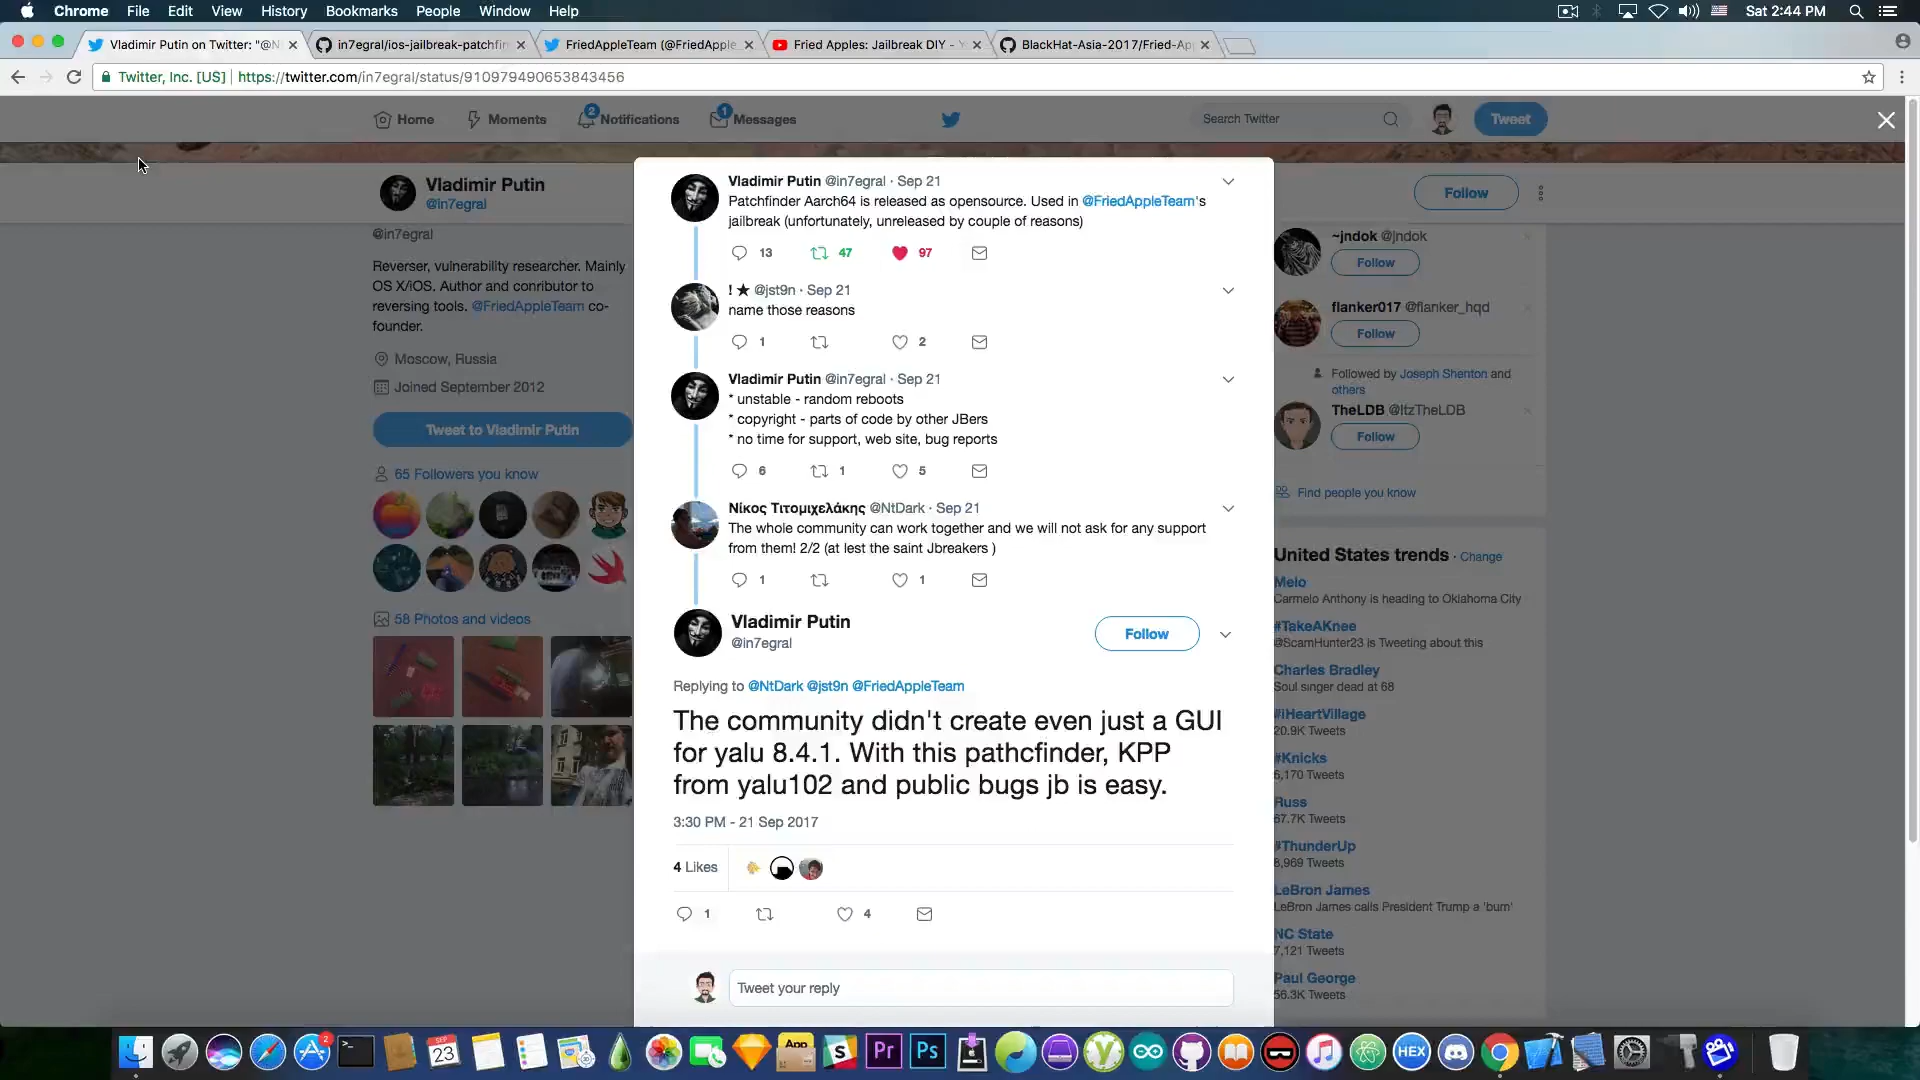 Chrome File Edit View History Bookmarks People Window Help
Sat 2:44 PM
Vladimir Putin on Twitter: "@N
in7egral/ios-jailbreak-patchfin
FriedAppleTeam (@FriedApple
Fried Apples: Jailbreak DIY - Y
BlackHat-Asia-2017/Fried-Ap
Twitter, Inc. [US] | https://twitter.com/in7egral/status/910979490653843456
Home
Moments
2
Notifications
1
Messages
Search Twitter
Tweet
Vladimir Putin
@in7egral
Follow
@in7egral
Reverser, vulnerability researcher. Mainly
OS X/iOS. Author and conributor to
reversing tools. @FriedAppleTeam co-
founder.
Moscow, Russia
Joined September 2012
Tweet to Vladimir Putin
65 Followers you know
58 Photos and videos
Vladimir Putin @in7egral · Sep 21
Patchfinder Aarch64 is released as opensource. Used in @FriedAppleTeam's
jailbreak (unfortunately, unreleased by couple of reasons)
13 47 97
! ★ @jst9n · Sep 21
name those reasons
1 2
Vladimir Putin @in7egral · Sep 21
* unstable - random reboots
* copyright - parts of code by other JBers
* no time for support, web site, bug reports
6 1 5
Νίκος Τιτομιχελάκης @NtDark · Sep 21
The whole community can work together and we will not ask for any support
from them! 2/2 (at lest the saint Jbreakers )
1 1
Vladimir Putin
@in7egral
Follow
Replying to @NtDark @jst9n @FriedAppleTeam
The community didn't create even just a GUI
for yalu 8.4.1. With this pathcfinder, KPP
from yalu102 and public bugs jb is easy.
3:30 PM - 21 Sep 2017
4 Likes
1 4
Tweet your reply
~jndok @jndok
Follow
flanker017 @flanker_hqd
Follow
Followed by Joseph Shenton and
others
TheLDB @ItzTheLDB
Follow
Find people you know
United States trends · Change
Melo
Carmelo Anthony is heading to Oklahoma City
#TakeAKnee
@ScamHunter23 is Tweeting about this
Charles Bradley
Soul singer dead at 68
#iHeartVillage
20.9K Tweets
#Knicks
6,170 Tweets
Russ
67.7K Tweets
#ThunderUp
8,969 Tweets
LeBron James
LeBron James calls President Trump a 'bum'
NC State
7,121 Tweets
Paul George
56.3K Tweets
2
SEP
23
App
Pr
Ps
HEX